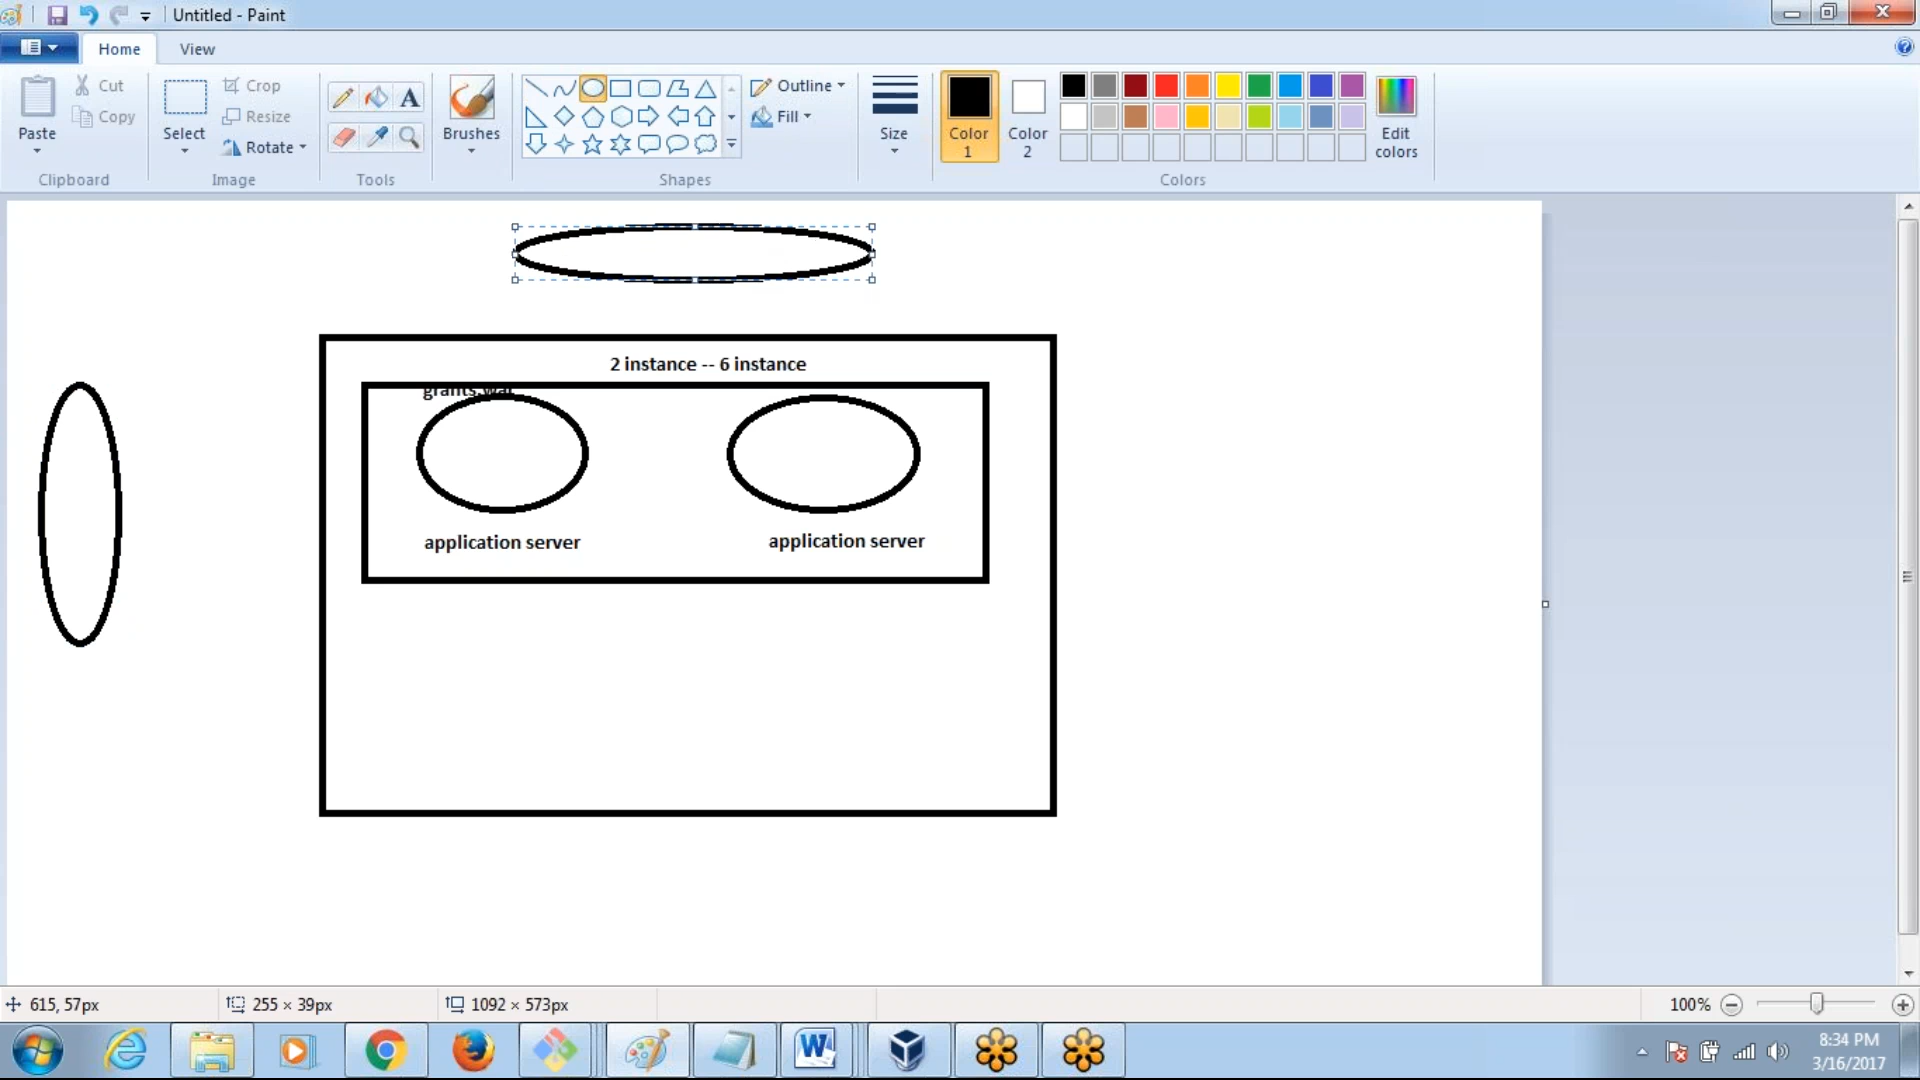 Untitled - Paint
Home View
Paste
Cut
Copy
Clipboard
Select
Crop
Resize
Rotate
Image
A
Tools
Brushes
Shapes
Outline
Fill
Size
Color 1
Color 2
Edit colors
Colors
2 instance -- 6 instance
grants.war
application server application server
615, 57px 255 × 39px 1092 × 573px 100%
8:34 PM
3/16/2017